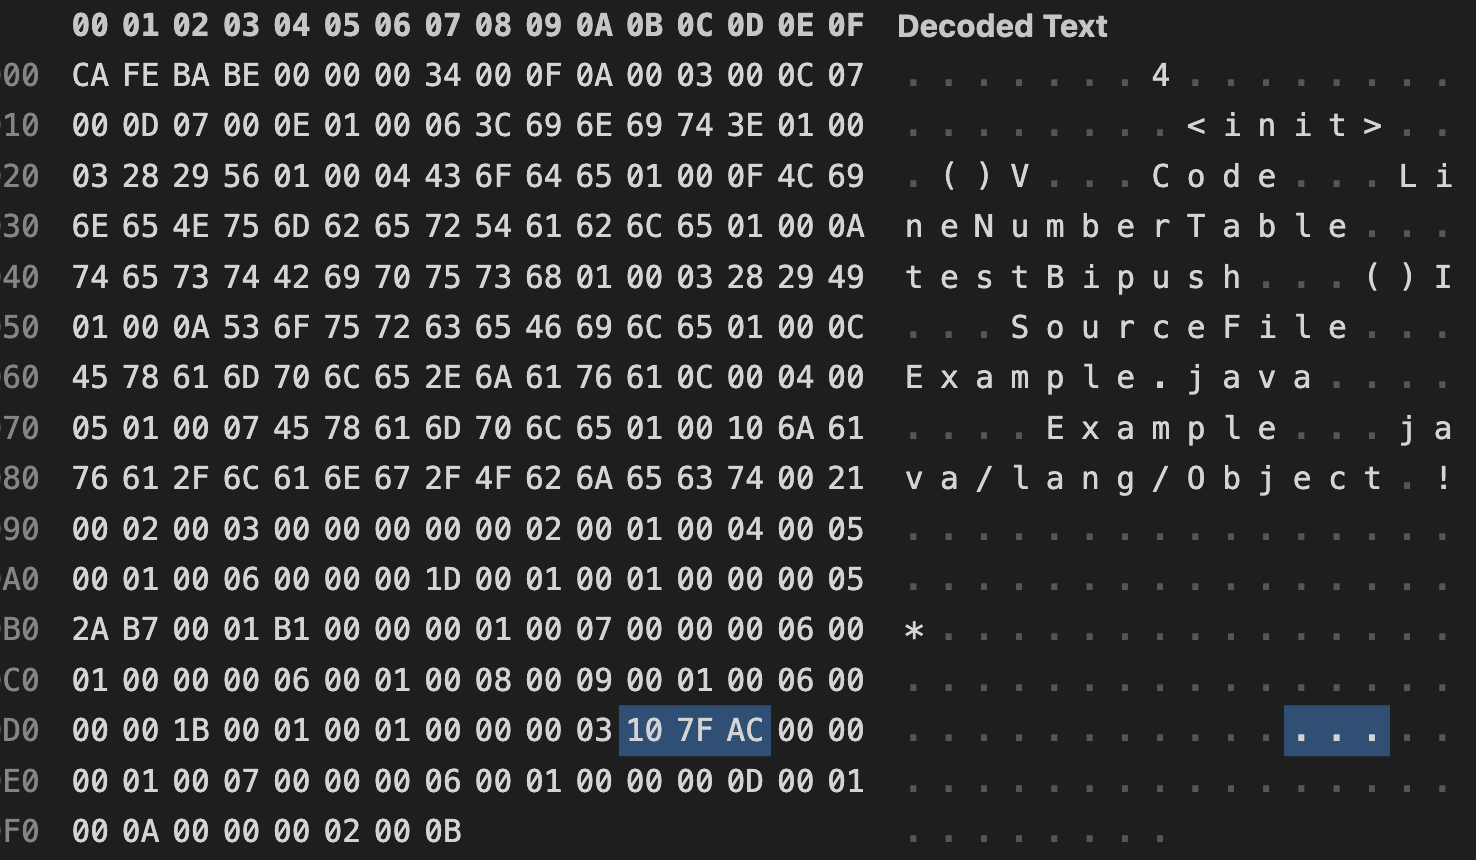 00 01 02 03 04 05 06 07 08 09 0A 0B 0C 0D 0E 0F Decoded Text
00 CA FE BA BE 00 00 00 34 00 0F 0A 00 03 00 0C 07 . . . . . . . 4 . . . . . . . .
10 00 0D 07 00 0E 01 00 06 3C 69 6E 69 74 3E 01 00 . . . . . . . . < i n i t > . .
20 03 28 29 56 01 00 04 43 6F 64 65 01 00 0F 4C 69 . ( ) V . . . C o d e . . . L i
30 6E 65 4E 75 6D 62 65 72 54 61 62 6C 65 01 00 0A n e N u m b e r T a b l e . . .
40 74 65 73 74 42 69 70 75 73 68 01 00 03 28 29 49 t e s t B i p u s h . . . ( ) I
50 01 00 0A 53 6F 75 72 63 65 46 69 6C 65 01 00 0C . . . S o u r c e F i l e . . .
60 45 78 61 6D 70 6C 65 2E 6A 61 76 61 0C 00 04 00 E x a m p l e . j a v a . . . .
70 05 01 00 07 45 78 61 6D 70 6C 65 01 00 10 6A 61 . . . . E x a m p l e . . . j a
80 76 61 2F 6C 61 6E 67 2F 4F 62 6A 65 63 74 00 21 v a / l a n g / O b j e c t . !
90 00 02 00 03 00 00 00 00 00 02 00 01 00 04 00 05 . . . . . . . . . . . . . . . .
A0 00 01 00 06 00 00 00 1D 00 01 00 01 00 00 00 05 . . . . . . . . . . . . . . . .
B0 2A B7 00 01 B1 00 00 00 01 00 07 00 00 00 06 00 * . . . . . . . . . . . . . . .
C0 01 00 00 00 06 00 01 00 08 00 09 00 01 00 06 00 . . . . . . . . . . . . . . . .
D0 00 00 1B 00 01 00 01 00 00 00 03 10 7F AC 00 00 . . . . . . . . . . . . . . . .
E0 00 01 00 07 00 00 00 06 00 01 00 00 00 0D 00 01 . . . . . . . . . . . . . . . .
F0 00 0A 00 00 00 02 00 0B . . . . . . . .